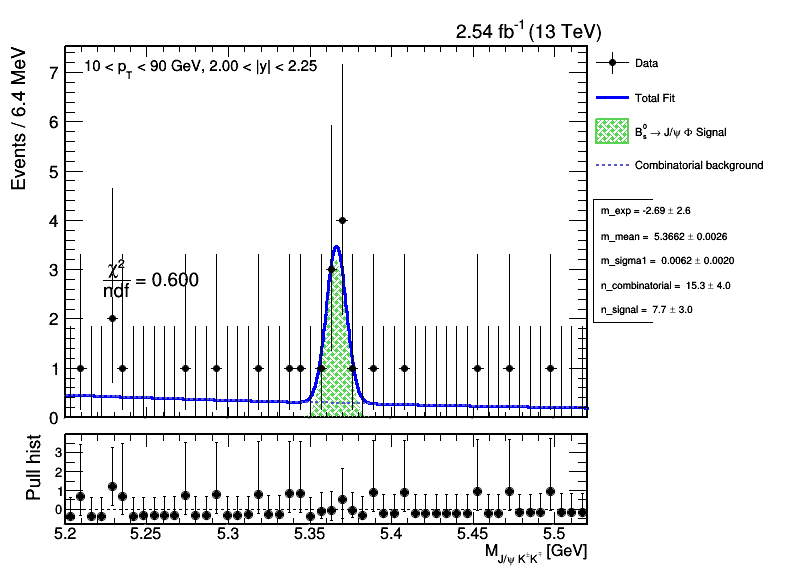 2.54 fb⁻¹ (13 TeV)
Events / 6.4 MeV
10 < p_T < 90 GeV, 2.00 < |y| < 2.25
χ²/ndf = 0.600
7
6
5
4
3
2
1
0
Data
Total Fit
B_s^0 → J/ψ Φ Signal
Combinatorial background
m_exp = -2.69 ± 2.6
m_mean = 5.3662 ± 0.0026
m_sigma1 = 0.0062 ± 0.0020
n_combinatorial = 15.3 ± 4.0
n_signal = 7.7 ± 3.0
Pull hist
3
2
1
0
5.2 5.25 5.3 5.35 5.4 5.45 5.5
M_{J/ψ K^±K^∓} [GeV]